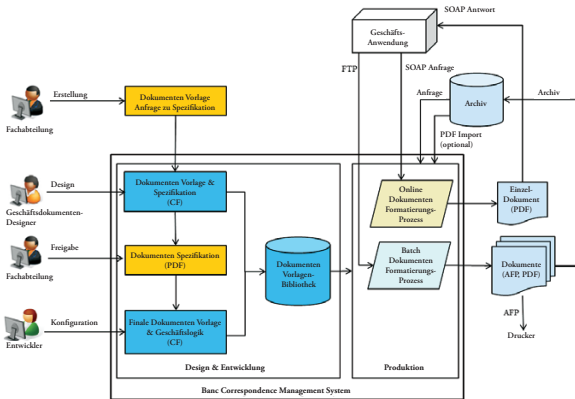 SOAP Antwort
Geschäfts-
Anwendung
FTP
SOAP Anfrage
Erstellung
Fachabteilung
Dokumenten Vorlage
Anfrage zu Spezifikation
Anfrage
Archiv
Archiv
PDF Import
(optional)
Design
Geschäftsdokumenten-
Designer
Dokumenten Vorlage &
Spezifikation
(CF)
Online
Dokumenten
Formatierungs-
Prozess
Einzel-
Dokument
(PDF)
Freigabe
Fachabteilung
Dokumenten Spezifikation
(PDF)
Dokumenten
Vorlagen-
Bibliothek
Batch
Dokumenten
Formatierungs-
Prozess
Dokumente
(AFP, PDF)
Konfiguration
Entwickler
Finale Dokumenten Vorlage
& Geschäftslogik
(CF)
AFP
Drucker
Design & Entwicklung
Produktion
Banc Correspondence Management System